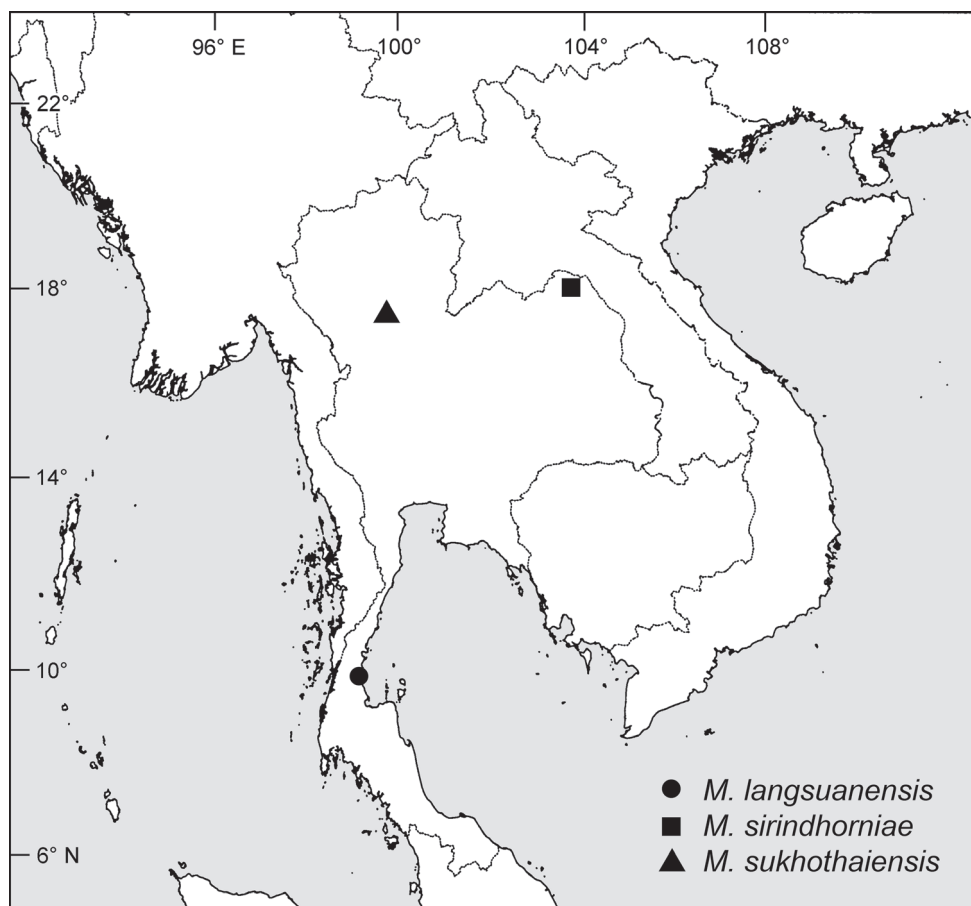 96° E 100° 104° 108°
22°
18°
14°
10°
M. langsuanensis
M. sirindhorniae
6° N
M. sukhothaiensis